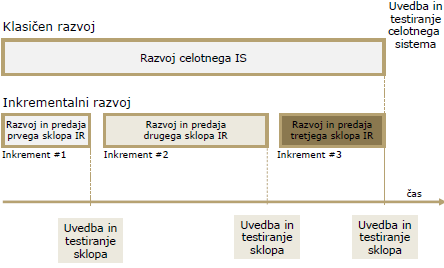 Klasičen razvoj
Uvedba in
testiranje
celotnega
sistema
Razvoj celotnega IS
Inkrementalni razvoj
Razvoj in predaja
prvega sklopa IR
Razvoj in predaja
drugega sklopa IR
Razvoj in predaja
tretjega sklopa IR
Inkrement #1
Inkrement #2
Inkrement #3
čas
Uvedba in
testiranje
sklopa
Uvedba in
testiranje
sklopa
Uvedba in
testiranje
sklopa